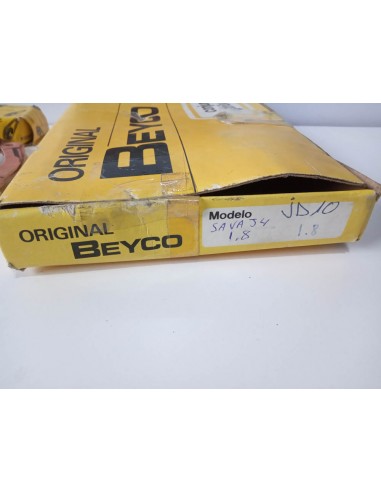 ORIGINAL
BEYCO
ORIGINAL
BEYCO
Modelo
SAVA J4
1,8
JD10
1.8